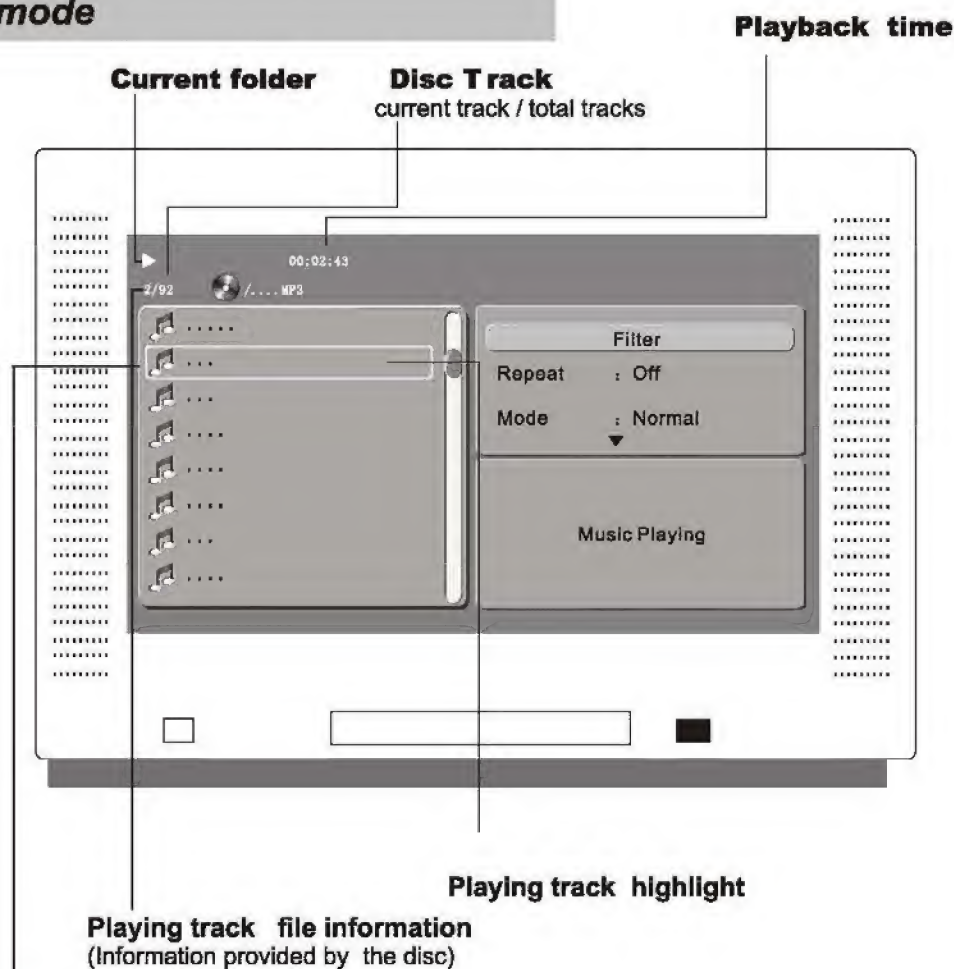 mode
Playback time
Current folder
Disc Track
current track / total tracks
00:02:43
2/92
/....MP3
.....
...
...
....
....
....
...
....
Filter
Repeat : Off
Mode : Normal
Music Playing
Playing track highlight
Playing track file information
(Information provided by the disc)